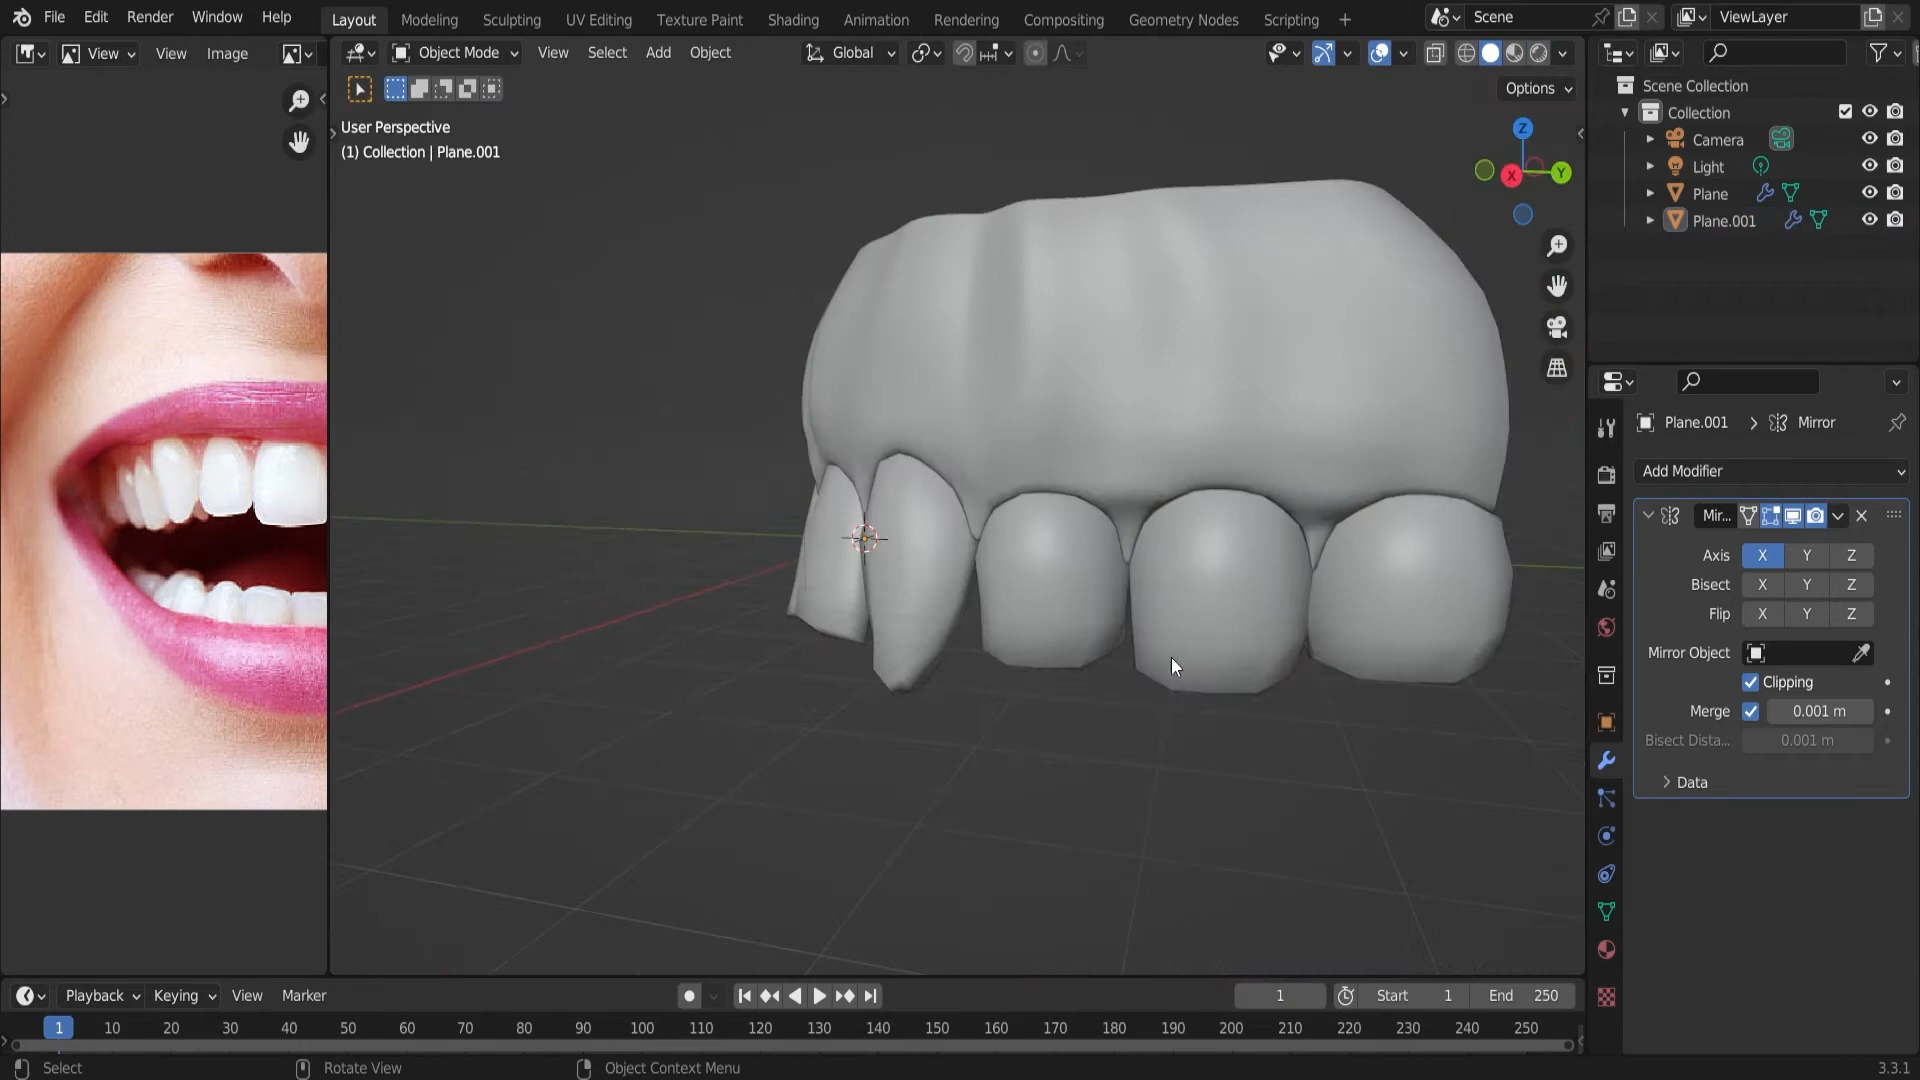 File Edit Render Window Help
Layout Modeling Sculpting UV Editing Texture Paint Shading Animation Rendering Compositing Geometry Nodes Scripting +
Scene
ViewLayer
View View Image
Object Mode View Select Add Object
Global
Options
User Perspective
(1) Collection | Plane.001
Z
X
Y
Scene Collection
Collection
Camera
Light
Plane
Plane.001
Plane.001 > Mirror
Add Modifier
Mir...
Axis X Y Z
Bisect X Y Z
Flip X Y Z
Mirror Object
Clipping
Merge 0.001 m
Bisect Dista... 0.001 m
Data
Playback Keying View Marker
1
Start 1
End 250
1 10 20 30 40 50 60 70 80 90 100 110 120 130 140 150 160 170 180 190 200 210 220 230 240 250
Select
Rotate View
Object Context Menu
3.3.1